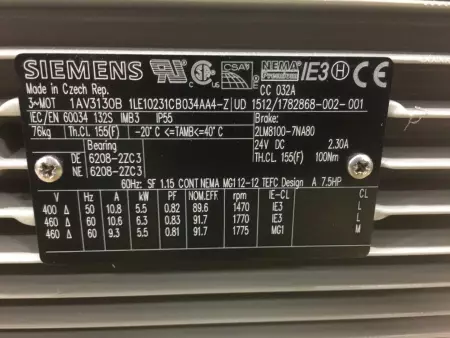 SIEMENS UR CSA CSA NEMA Premium IE3 H CE
Made in Czech Rep. CC 032A
3~MOT 1AV3130B 1LE10231CB034AA4-Z UD 1512/1782868-002-001
IEC/EN 60034 132S IMB3 IP55 Brake:
76kg Th.Cl. 155(F) -20°C <=TAMB<=40°C 2LM8100-7NA80
Bearing 24V DC 2.30A
DE 6208-2ZC3 TH.CL. 155(F) 100Nm
NE 6208-2ZC3
60Hz: SF 1.15 CONT NEMA MG1 12-12 TEFC Design A 7.5HP
V Hz A kW PF NOM.EFF rpm IE-CL CL
400 Δ 50 10.8 5.5 0.82 89.6 1470 IE3 L
460 Δ 60 10.6 6.3 0.83 91.7 1770 IE3 L
460 Δ 60 9.3 5.5 0.81 91.7 1775 MG1 M